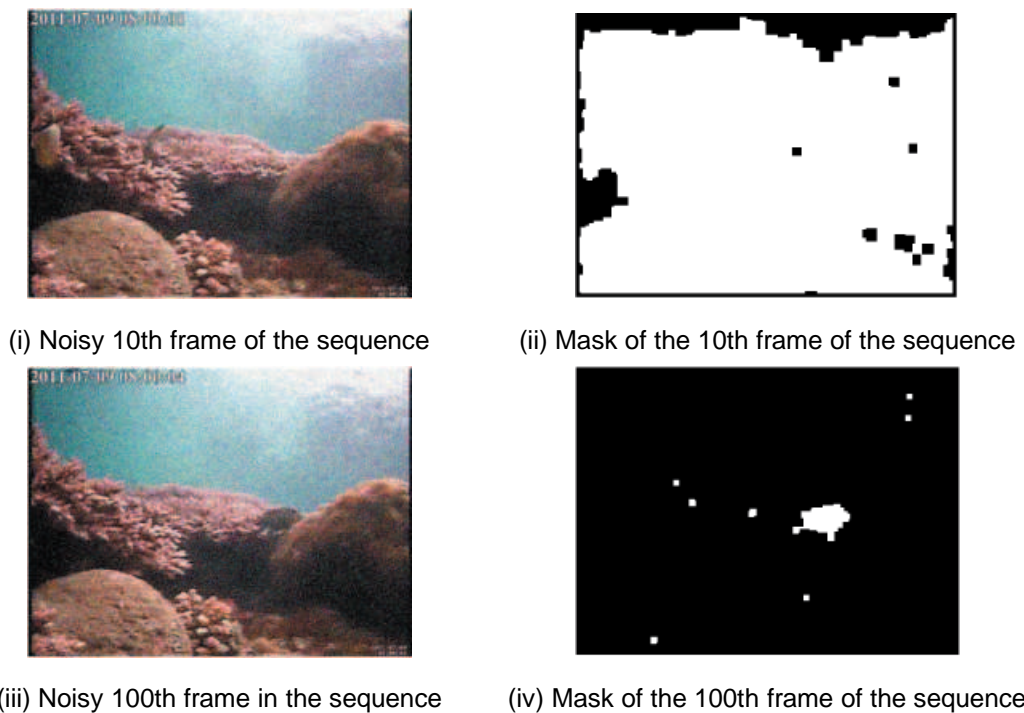 (i) Noisy 10th frame of the sequence
(ii) Mask of the 10th frame of the sequence
(iii) Noisy 100th frame in the sequence
(iv) Mask of the 100th frame of the sequence